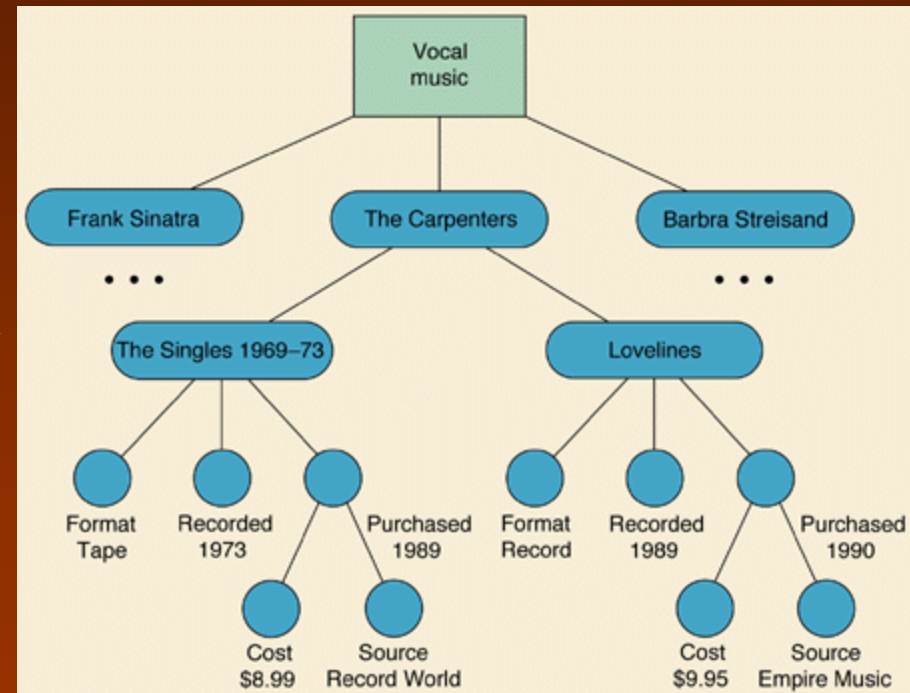 Vocal
music
Frank Sinatra
The Carpenters
Barbra Streisand
The Singles 1969–73
Lovelines
Format
Tape
Recorded
1973
Purchased
1989
Format
Record
Recorded
1989
Purchased
1990
Cost
$8.99
Source
Record World
Cost
$9.95
Source
Empire Music